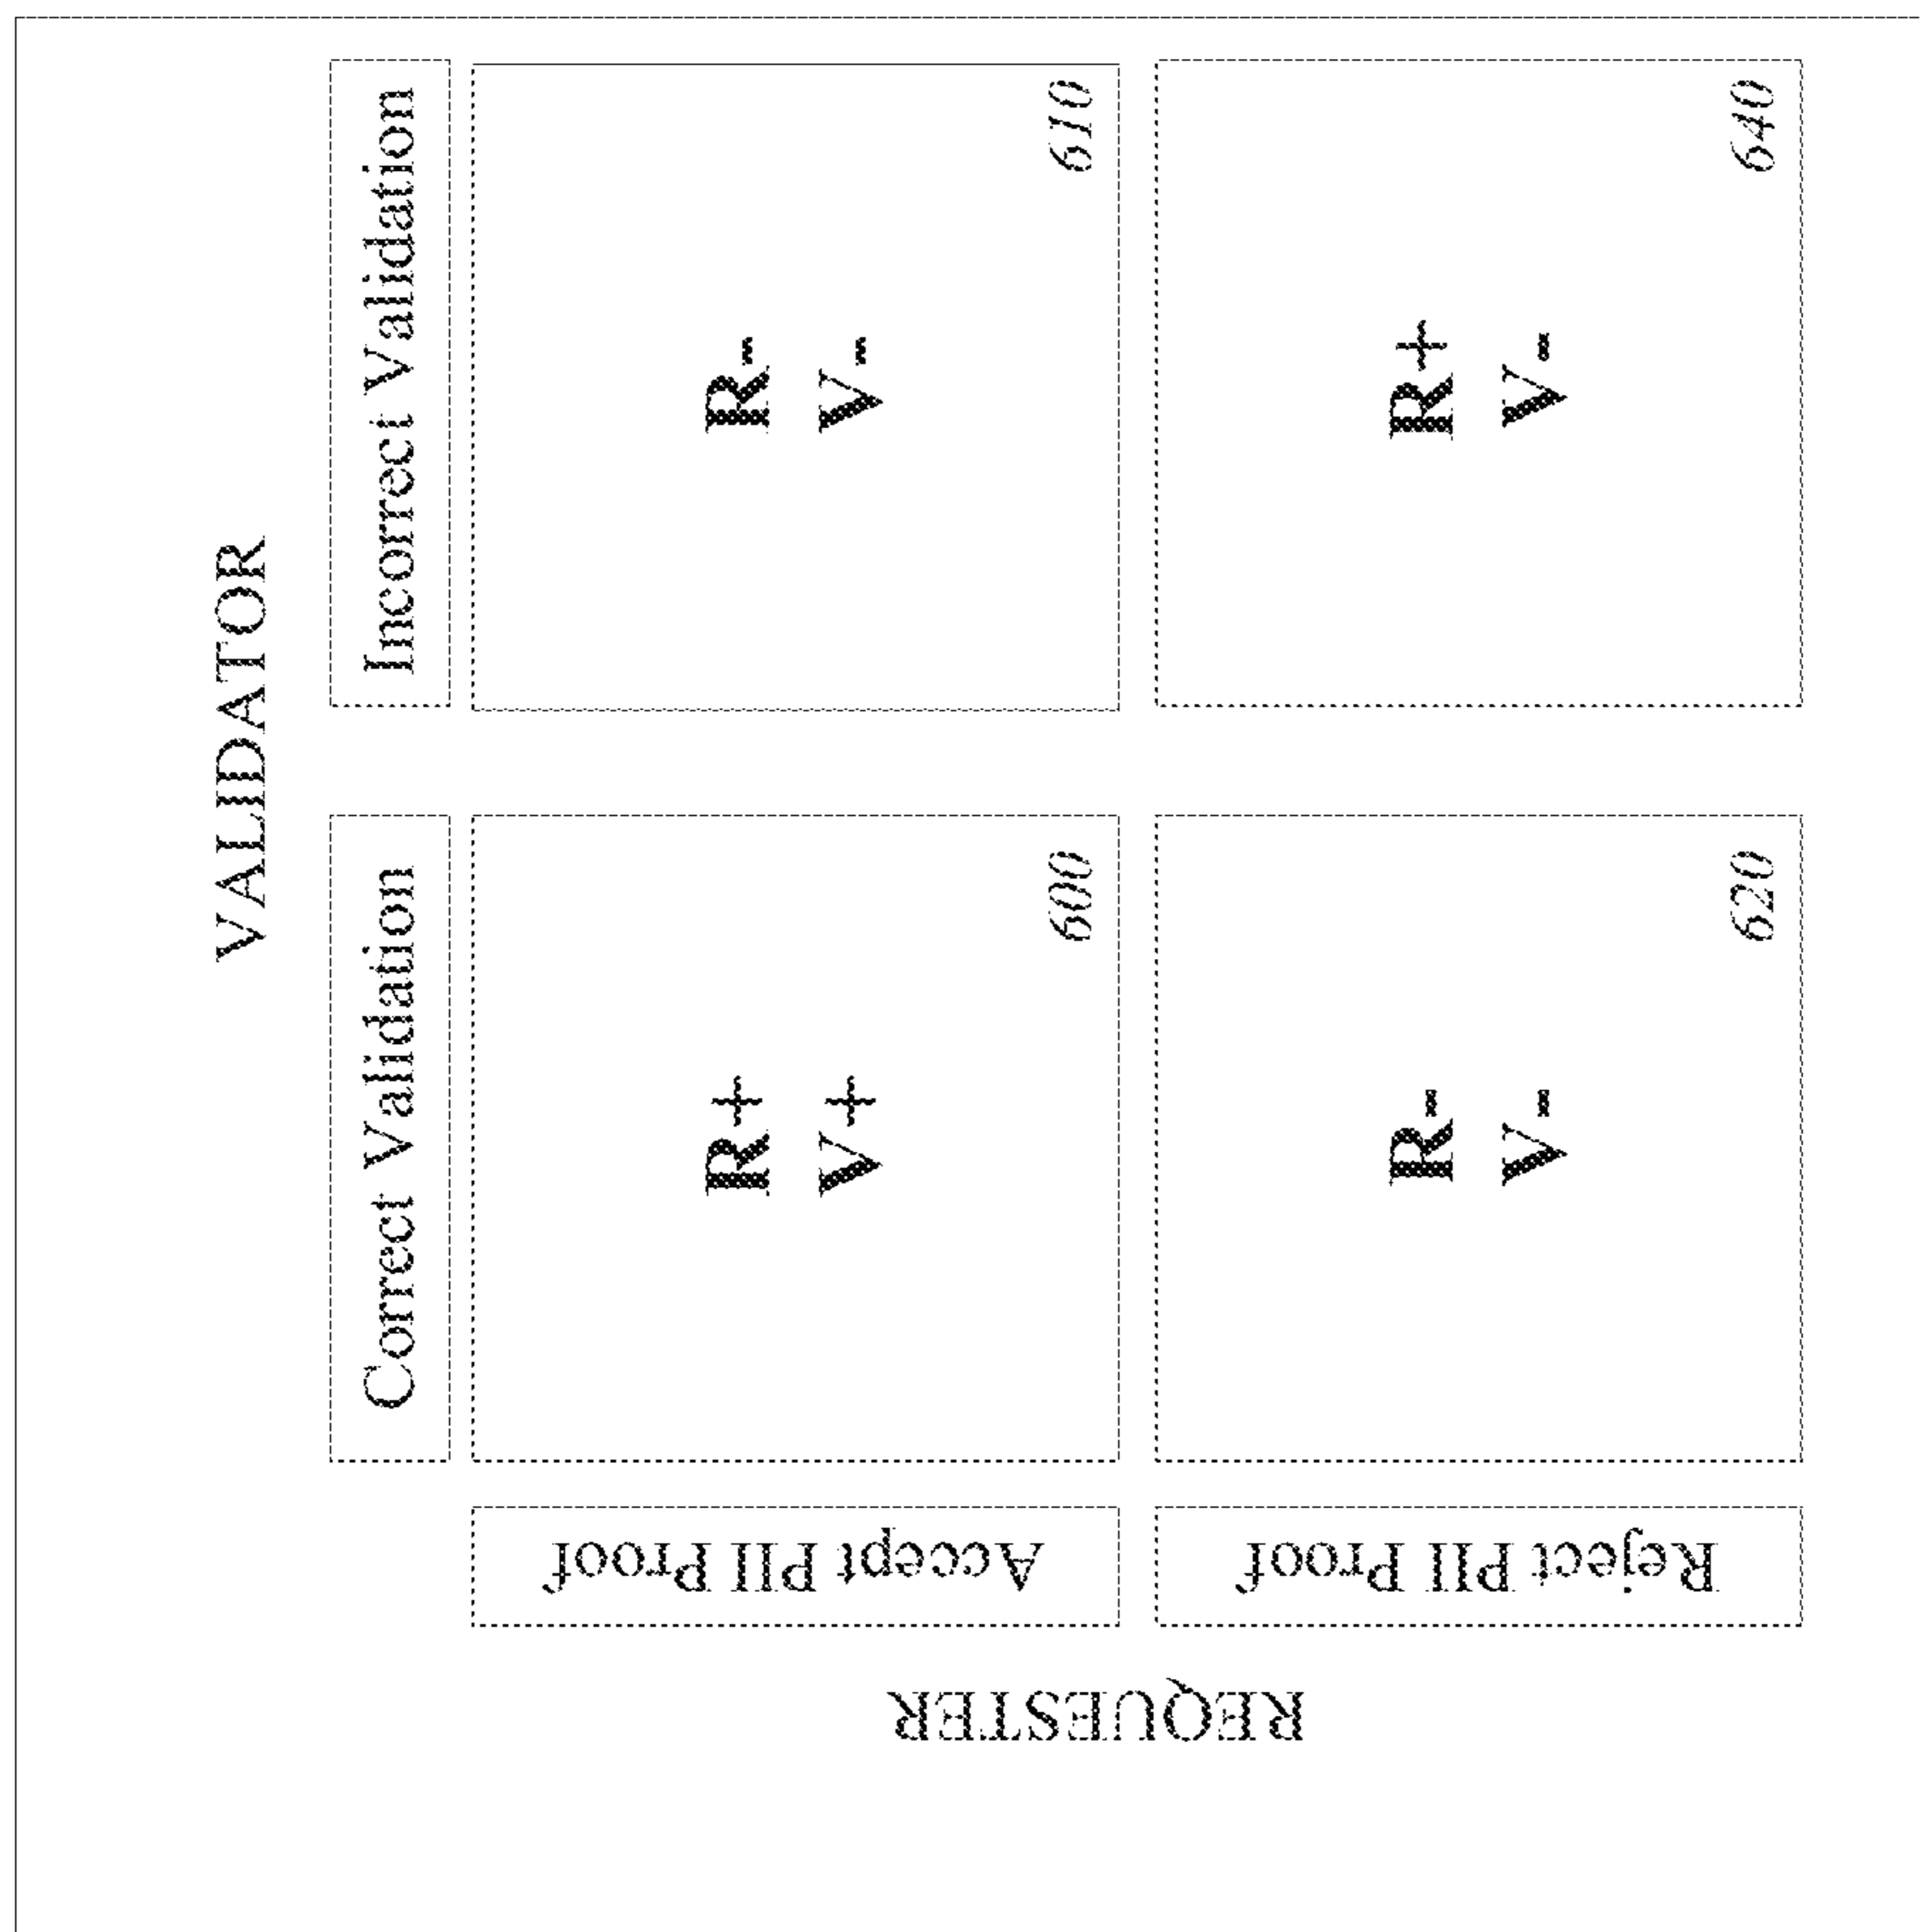 VALIDATOR
Correct Validation
Incorrect Validation
REQUESTER
Accept PII Proof
R+
V+
600
R-
V-
610
Reject PII Proof
R-
V-
620
R+
V-
640